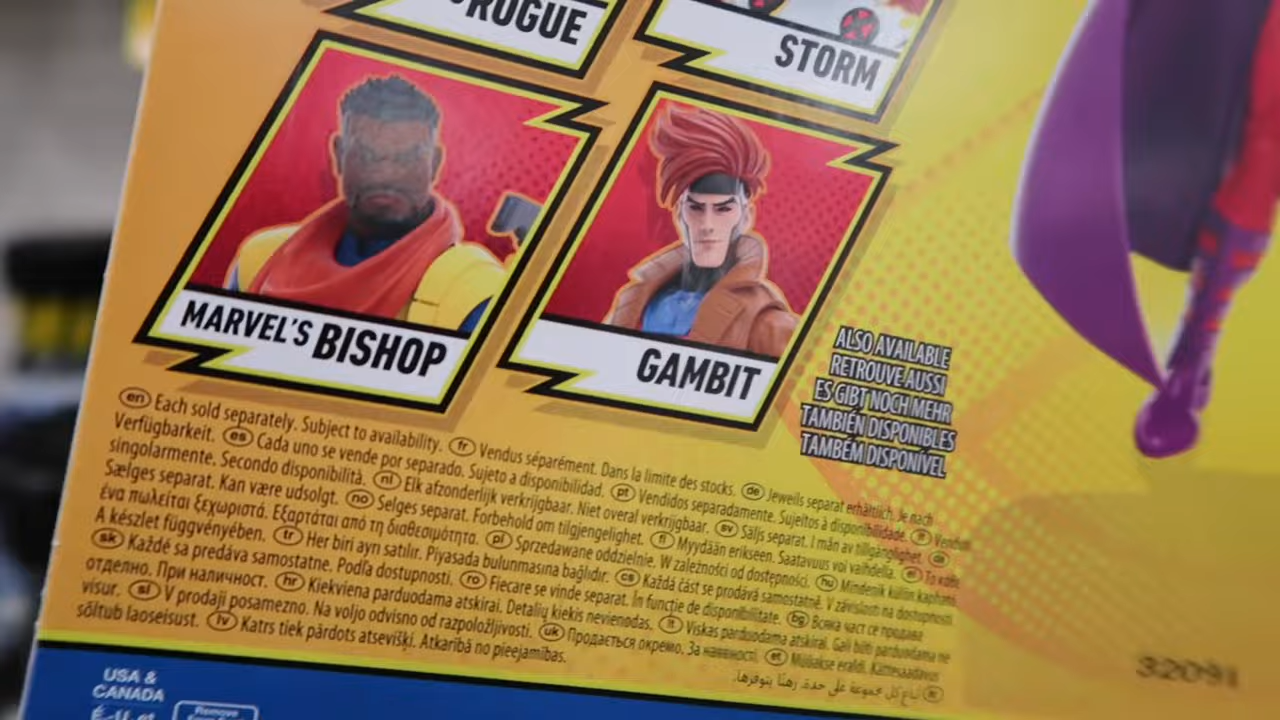 ROGUE
STORM
MARVEL'S BISHOP
GAMBIT
ALSO AVAILABLE
RETROUVE AUSSI
ES GIBT NOCH MEHR
TAMBIÉN DISPONIBLES
TAMBÉM DISPONÍVEL
en Each sold separately. Subject to availability. fr Vendus séparément. Dans la limite des stocks. de Jeweils separat erhältlich. Je nach
Verfügbarkeit. es Cada uno se vende por separado. Sujeto a disponibilidad. pt Vendidos separadamente. Sujeitos à disponibilidade. it
singolarmente. Secondo disponibilità. nl Elk afzonderlijk verkrijgbaar. Niet overal verkrijgbaar. sv Säljs separat. I mån av tillgänglighet. da
Sælges separat. Kan være udsolgt. no Selges separat. Forbehold om tilgjengelighet. fi Myydään erikseen. Saatavuus voi vaihdella.
ένα πωλείται ξεχωριστά. Εξαρτάται από τη διαθεσιμότητα. pl Sprzedawane oddzielnie. W zależności od dostępności. hu Mindenik külön kapható.
A készlet függvényében. tr Her biri ayrı satılır. Piyasada bulunmasına bağlıdır. cs Každá část se prodává samostatně. V závislosti na dostupnosti.
sk Každé sa predáva samostatne. Podľa dostupnosti. ro Fiecare se vinde separat. În funcție de disponibilitate. bg Всяка част се продава
отделно. При наличност. hr Kiekviena parduodama atskirai. Detalių kiekis nevienodas. lt Viskas parduodama atskirai. Gali būti parduodama ne
visur. sl V prodaji posamezno. Na voljo odvisno od razpoložljivosti. uk Продається окремо. За наявності. et Müüakse eraldi. Kättesaadavus
sõltub laoseisust. lv Katrs tiek pārdots atsevišķi. Atkarībā no pieejamības.
32091
USA &
CANADA
É.-U. et
Remove